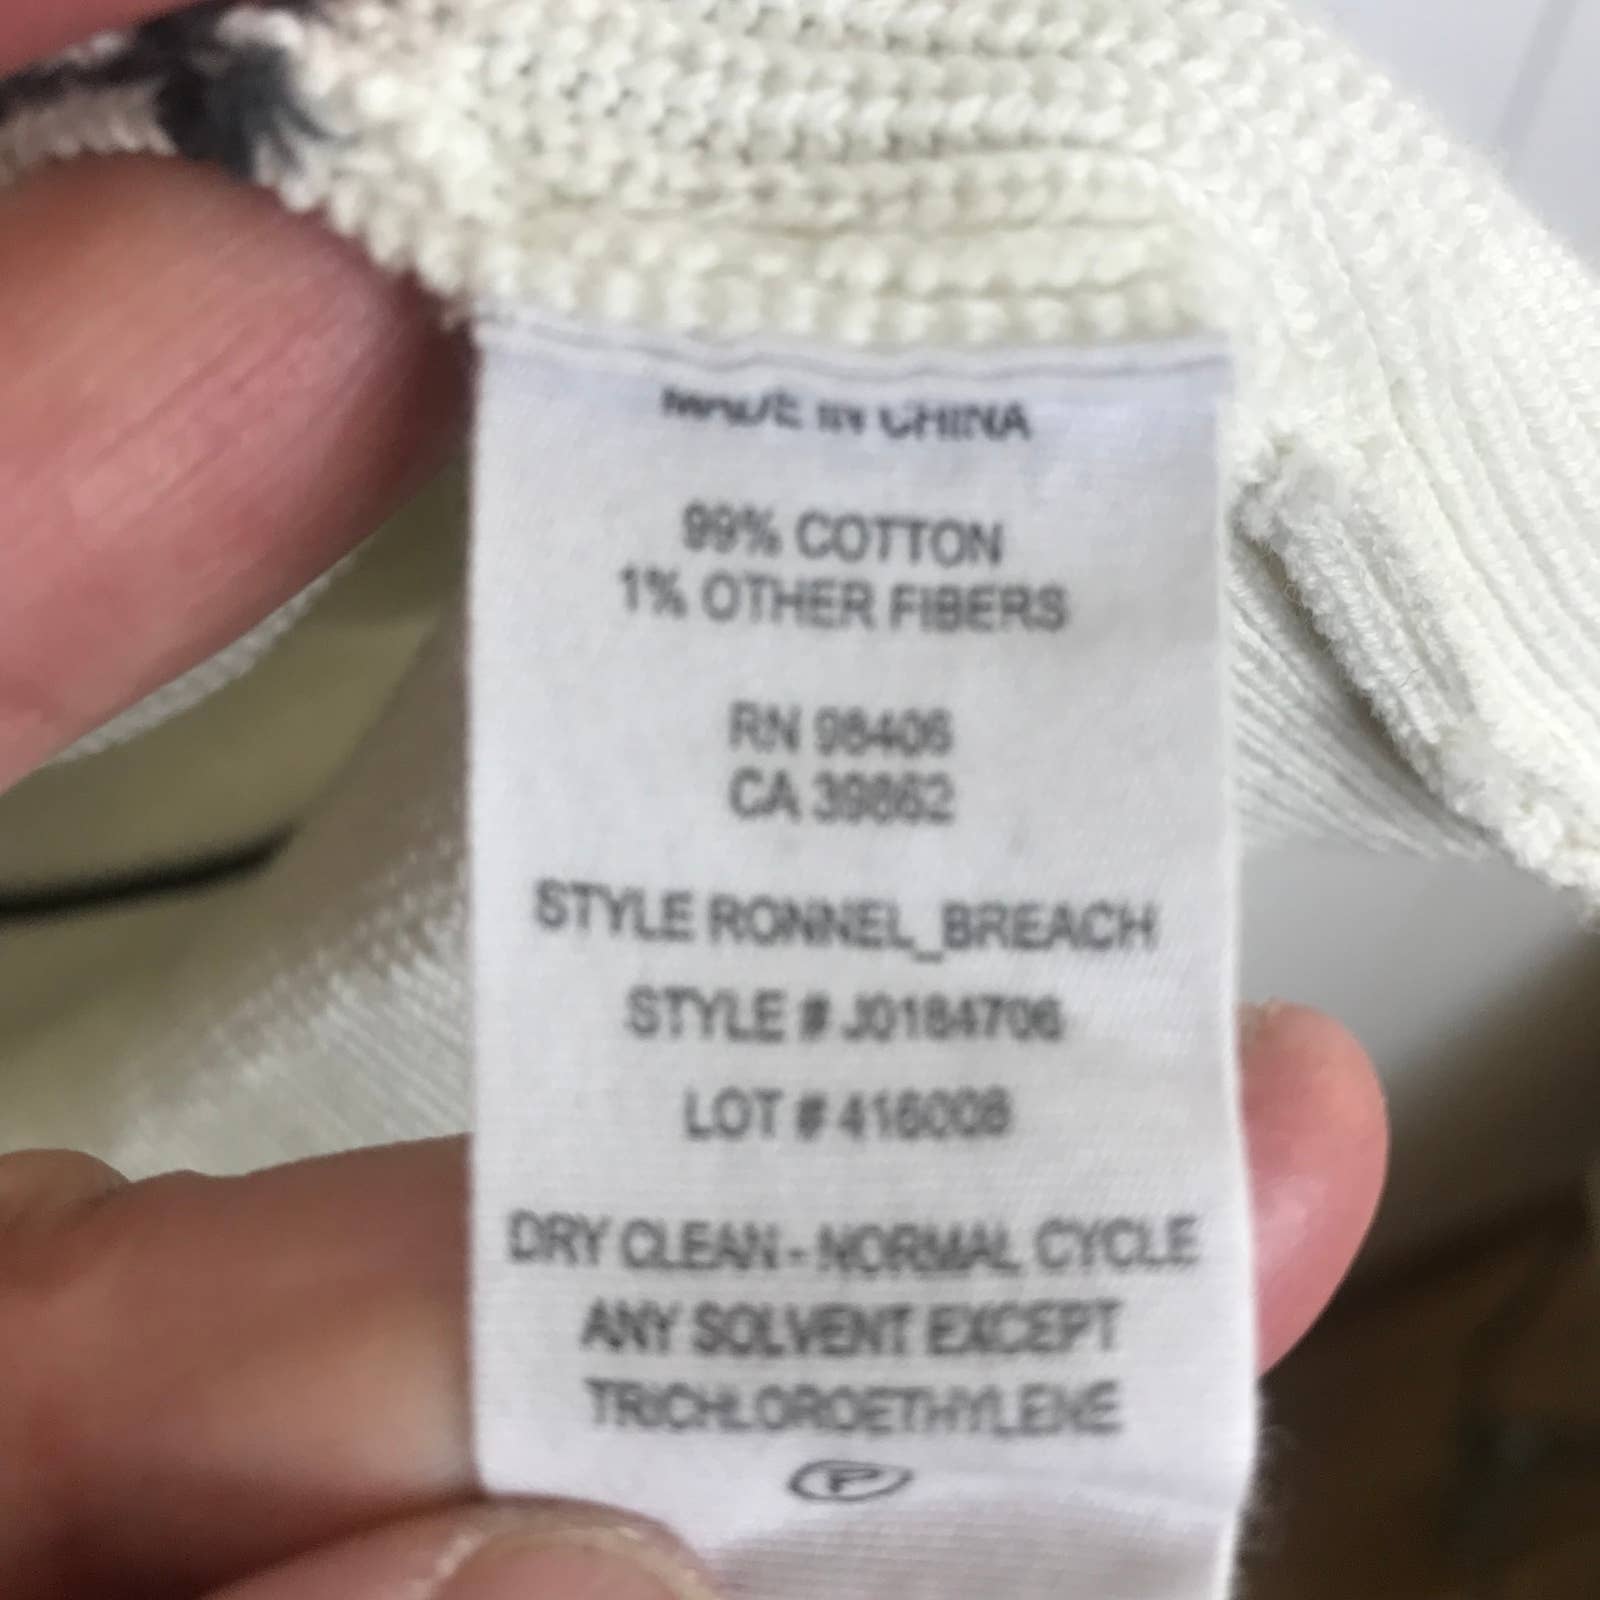 MADE IN CHINA
99% COTTON
1% OTHER FIBERS
RN 98406
CA 39862
STYLE RONNEL_BREACH
STYLE # J0184706
LOT # 416008
DRY CLEAN - NORMAL CYCLE
ANY SOLVENT EXCEPT
TRICHLOROETHYLENE
P